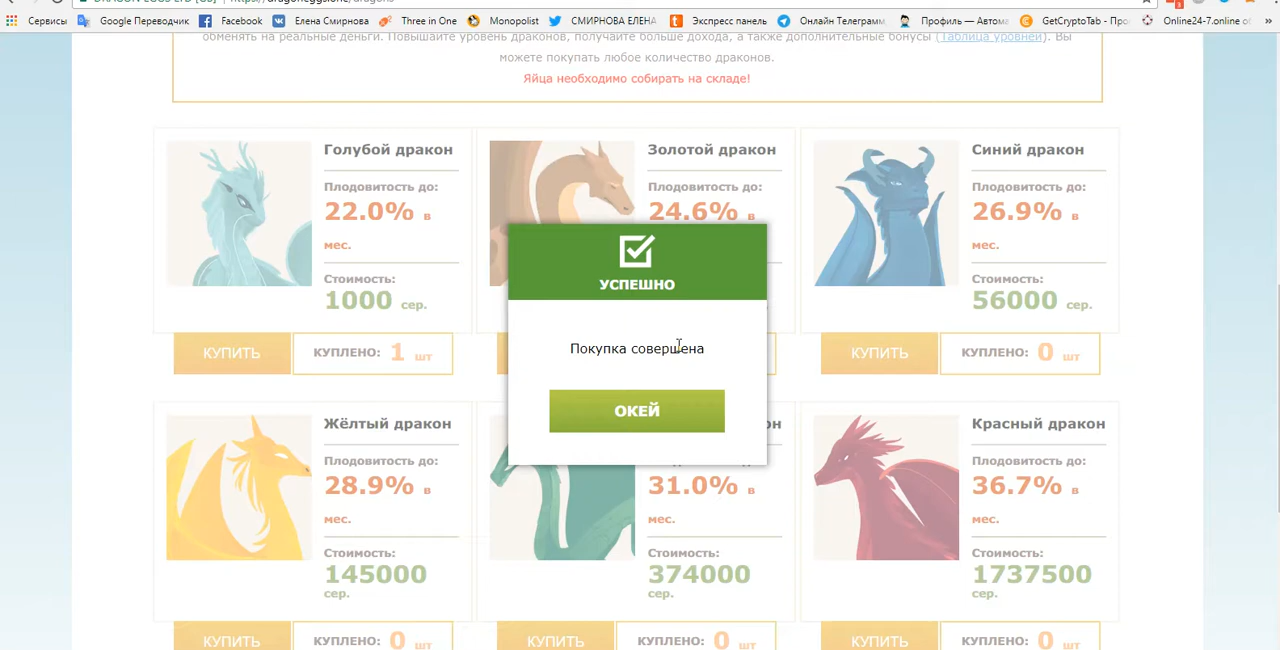 Сервисы Google Переводчик Facebook Елена Смирнова Three in One Monopolist СМИРНОВА ЕЛЕНА Экспресс панель Онлайн Телеграмм Профиль — Автома GetCryptoTab - Про Online24-7.online of »
обменять на реальные деньги. Повышайте уровень драконов, получайте больше дохода, а также дополнительные бонусы (Таблица уровней). Вы
можете покупать любое количество драконов.
Яйца необходимо собирать на складе!
Голубой дракон
Плодовитость до:
22.0% в
мес.
Стоимость:
1000 сер.
КУПИТЬ КУПЛЕНО: 1 шт
Золотой дракон
Плодовитость до:
24.6% в
Синий дракон
Плодовитость до:
26.9% в
мес.
Стоимость:
56000 сер.
КУПИТЬ КУПЛЕНО: 0 шт
УСПЕШНО
Покупка совершена
ОКЕЙ
Жёлтый дракон
Плодовитость до:
28.9% в
мес.
Стоимость:
145000
сер.
КУПИТЬ КУПЛЕНО: 0 шт
Плодовитость до:
31.0% в
мес.
Стоимость:
374000
сер.
КУПИТЬ КУПЛЕНО: 0 шт
Красный дракон
Плодовитость до:
36.7% в
мес.
Стоимость:
1737500
сер.
КУПИТЬ КУПЛЕНО: 0 шт